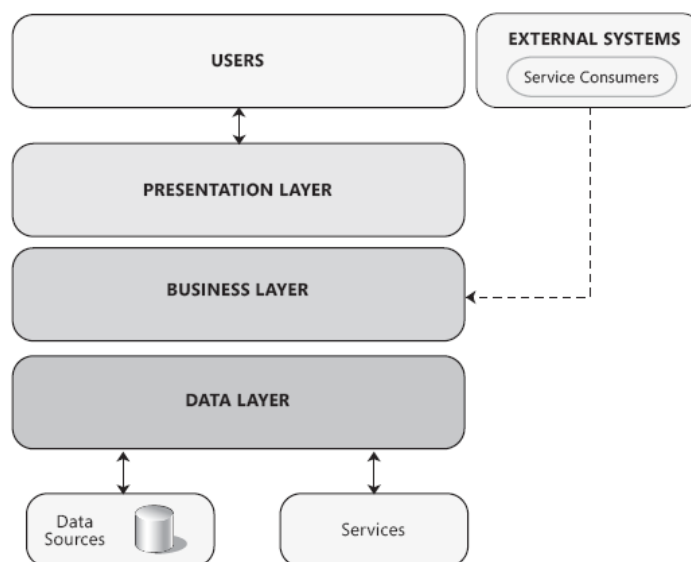 USERS
EXTERNAL SYSTEMS
Service Consumers
PRESENTATION LAYER
BUSINESS LAYER
DATA LAYER
Data
Sources
Services